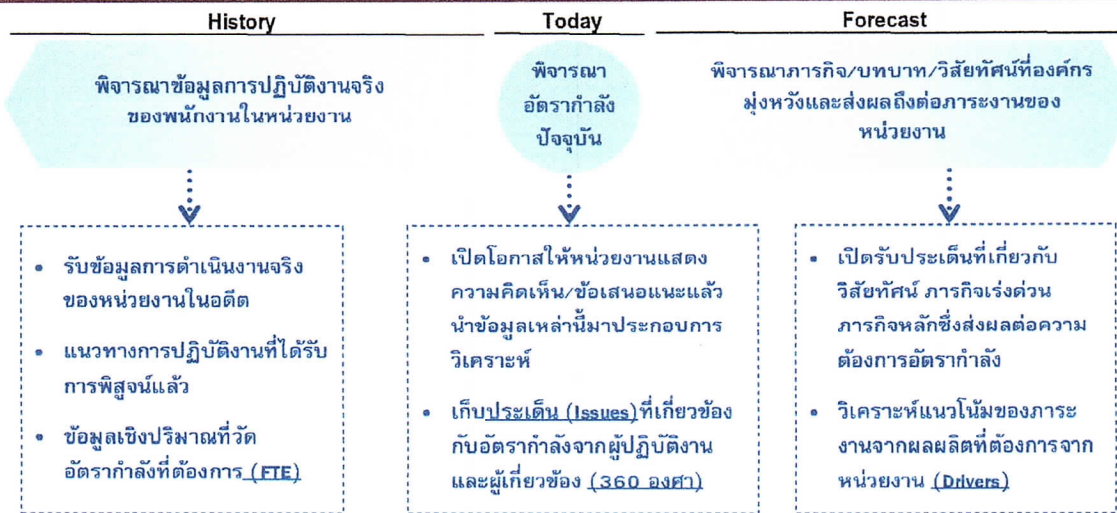 History
Today
Forecast
พิจารณาข้อมูลการปฏิบัติงานจริง
ของพนักงานในหน่วยงาน
พิจารณา
อัตรากำลัง
ปัจจุบัน
พิจารณาภารกิจ/บทบาท/วิสัยทัศน์ที่องค์กร
มุ่งหวังและส่งผลถึงต่อภาระงานของ
หน่วยงาน
• รับข้อมูลการดำเนินงานจริง
ของหน่วยงานในอดีต
• แนวทางการปฏิบัติงานที่ได้รับ
การพิสูจน์แล้ว
• ข้อมูลเชิงปริมาณที่วัด
อัตรากำลังที่ต้องการ (FTE)
• เปิดโอกาสให้หน่วยงานแสดง
ความคิดเห็น/ข้อเสนอแนะแล้ว
นำข้อมูลเหล่านี้มาประกอบการ
วิเคราะห์
• เก็บประเด็น (Issues)ที่เกี่ยวข้อง
กับอัตรากำลังจากผู้ปฏิบัติงาน
และผู้เกี่ยวข้อง (360 องศา)
• เปิดรับประเด็นที่เกี่ยวกับ
วิสัยทัศน์ ภารกิจเร่งด่วน
ภารกิจหลักซึ่งส่งผลต่อความ
ต้องการอัตรากำลัง
• วิเคราะห์แนวโน้มของภาระ
งานจากผลผลิตที่ต้องการจาก
หน่วยงาน (Drivers)